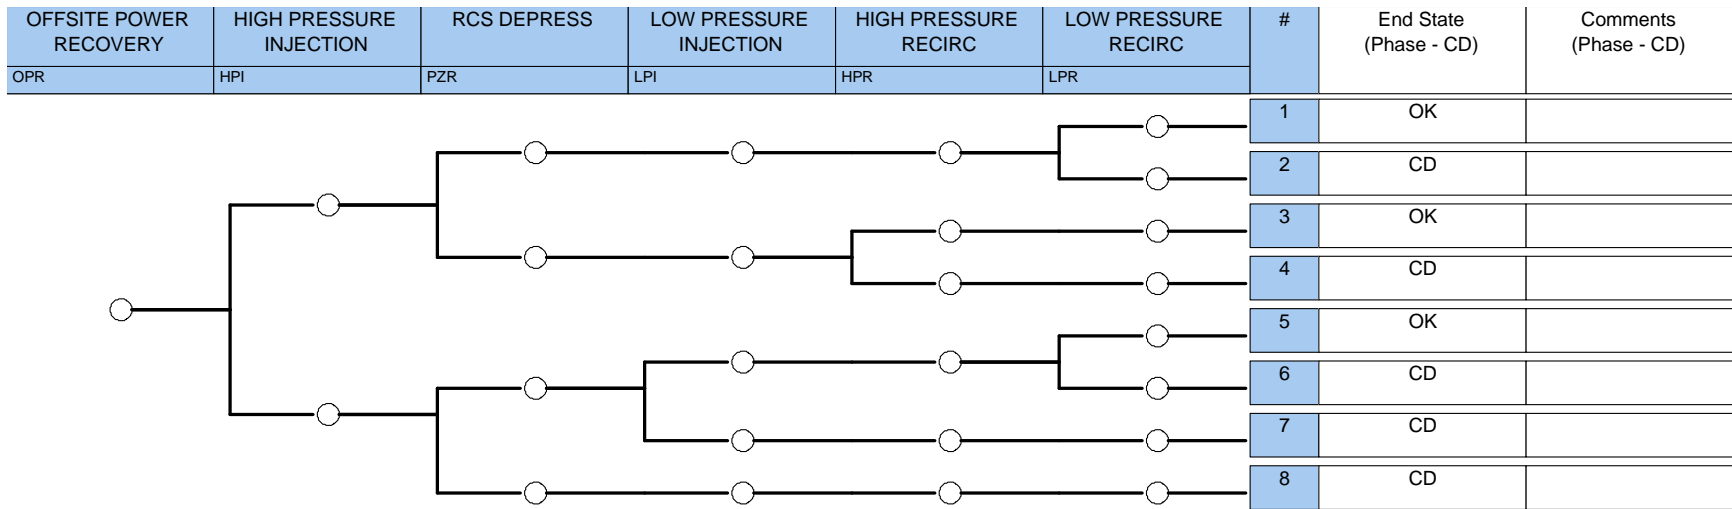 OFFSITE POWER
RECOVERY
HIGH PRESSURE
INJECTION
RCS DEPRESS
LOW PRESSURE
INJECTION
HIGH PRESSURE
RECIRC
LOW PRESSURE
RECIRC
#
End State
(Phase - CD)
Comments
(Phase - CD)
OPR
HPI
PZR
LPI
HPR
LPR
1 OK
2 CD
3 OK
4 CD
5 OK
6 CD
7 CD
8 CD